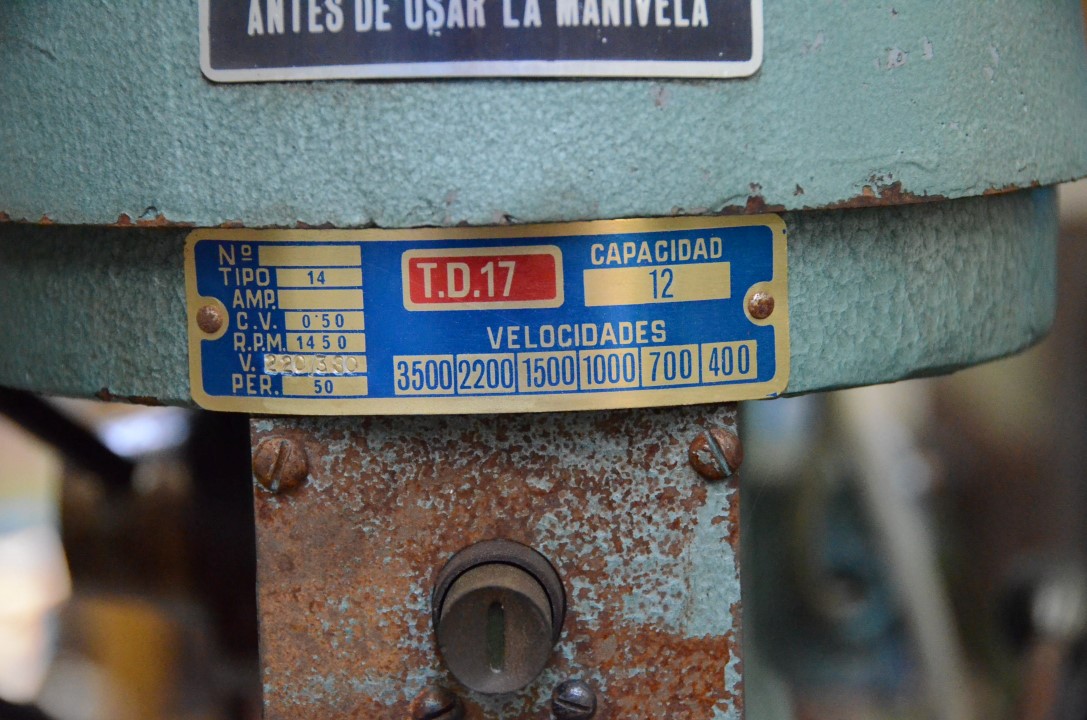 ANTES DE USAR LA MANIVELA
Nº
TIPO 14
AMP.
C.V. 0'50
R.P.M. 1450
V. 220/380
PER. 50
T.D.17
CAPACIDAD
12
VELOCIDADES
3500 2200 1500 1000 700 400